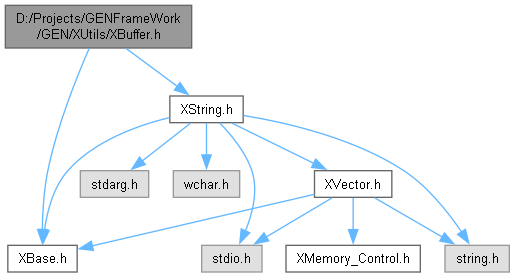 D:/Projects/GENFrameWork
/GEN/XUtils/XBuffer.h
XString.h
stdarg.h
wchar.h
XVector.h
XBase.h
stdio.h
XMemory_Control.h
string.h